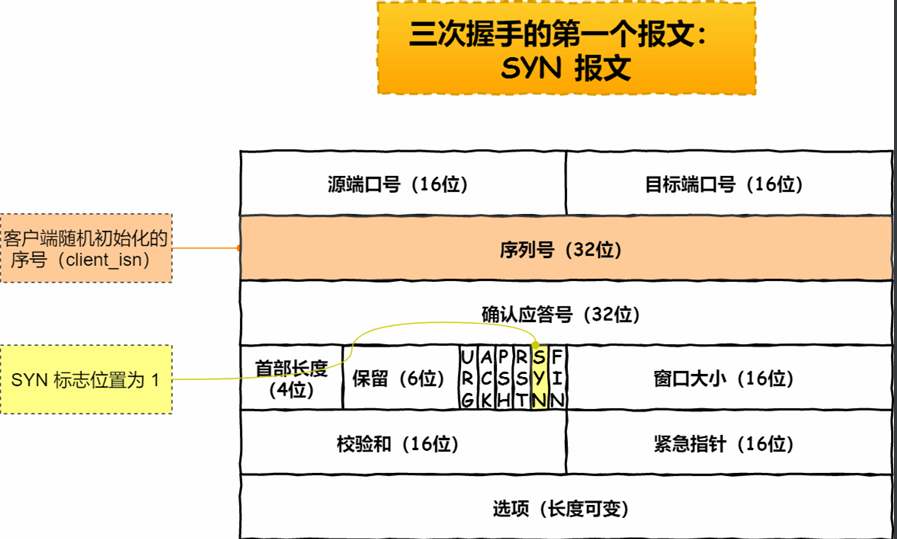 三次握手的第一个报文：
SYN 报文
源端口号（16位）
目标端口号（16位）
客户端随机初始化的
序号（client_isn）
序列号（32位）
确认应答号（32位）
SYN 标志位置为 1
首部长度
（4位）
保留（6位）
URG
ACK
PSH
RST
SYN
FIN
窗口大小（16位）
校验和（16位）
紧急指针（16位）
选项（长度可变）